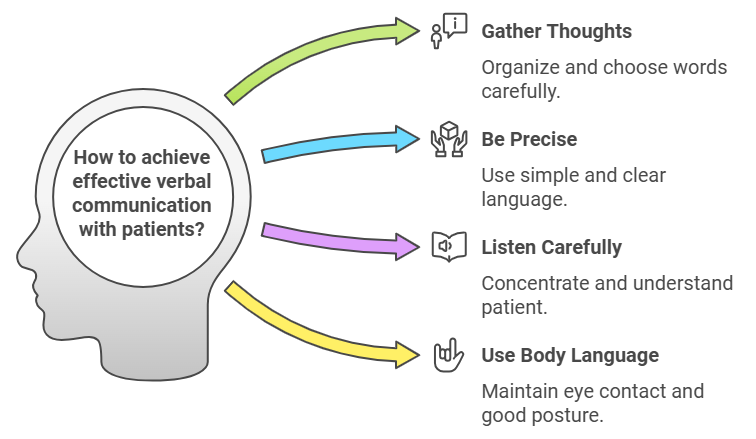 How to achieve
effective verbal
communication
with patients?
Gather Thoughts
Organize and choose words
carefully.
Be Precise
Use simple and clear
language.
Listen Carefully
Concentrate and understand
patient.
Use Body Language
Maintain eye contact and
good posture.